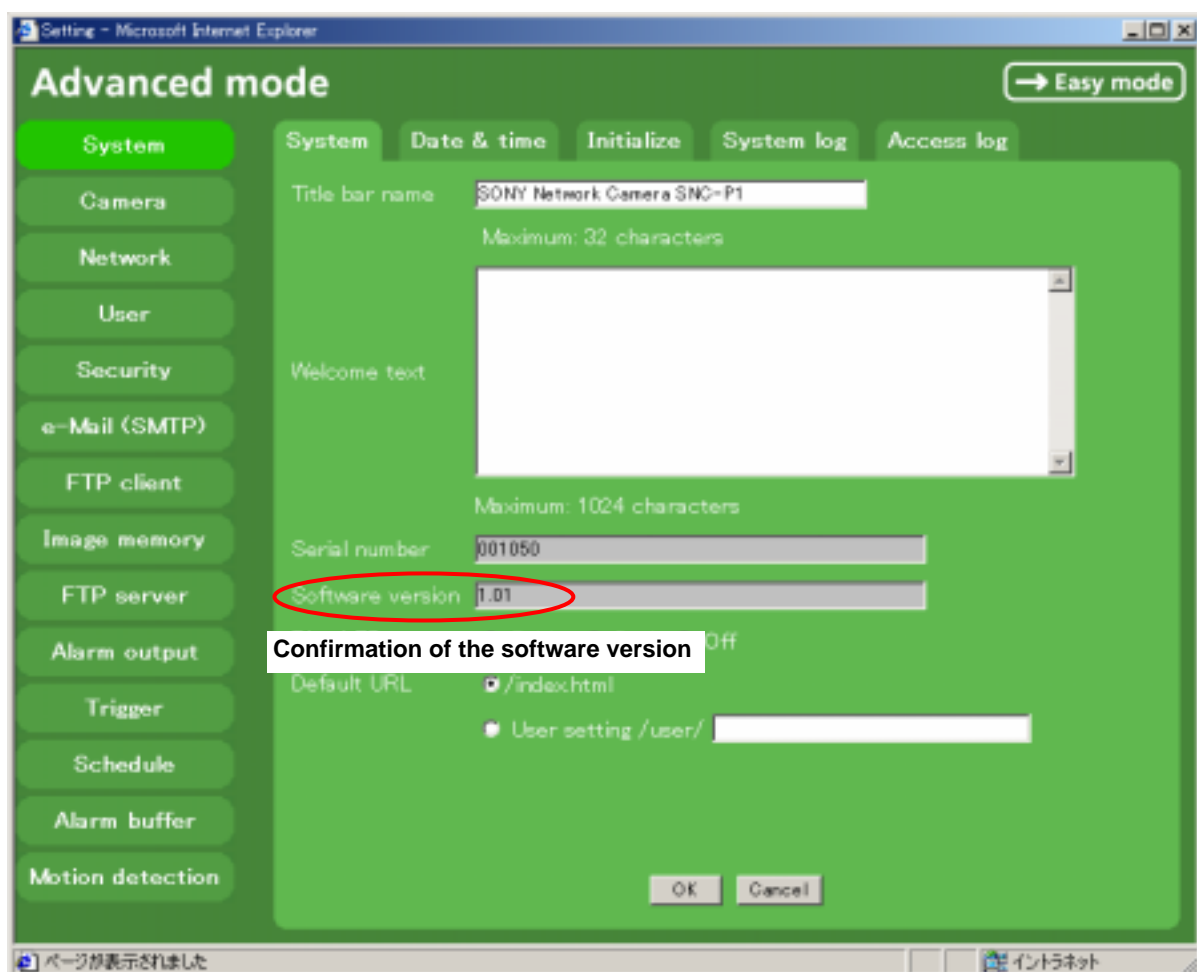 Setting - Microsoft Internet Explorer
Advanced mode
→ Easy mode
System
Camera
Network
User
Security
e-Mail (SMTP)
FTP client
Image memory
FTP server
Alarm output
Trigger
Schedule
Alarm buffer
Motion detection
System Date & time Initialize System log Access log
Title bar name SONY Network Camera SNC-P1
Maximum: 32 characters
Welcome text
Maximum: 1024 characters
Serial number 001050
Software version 1.01
Confirmation of the software version Off
Default URL /index.html
User setting /user/
OK Cancel
ページが表示されました イントラネット